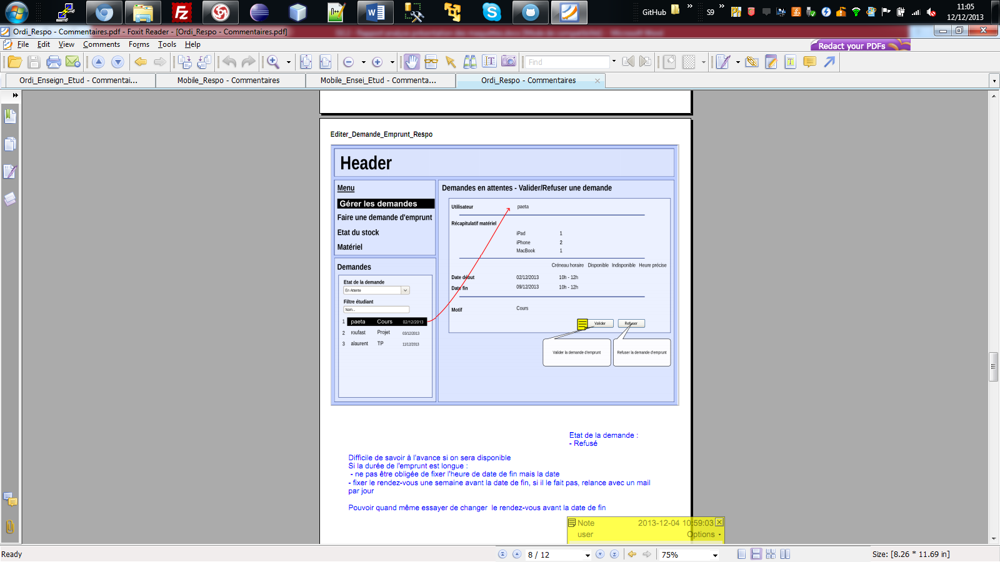 GitHub
S9
11:05
12/12/2013
Ordi_Respo - Commentaires.pdf - Foxit Reader - [Ordi_Respo - Commentaires.pdf]
File Edit View Comments Forms Tools Help
Redact your PDFs
Find
Ordi_Enseign_Etud - Commentai...
Mobile_Respo - Commentaires
Mobile_Ensei_Etud - Commenta...
Ordi_Respo - Commentaires
Editer_Demande_Emprunt_Respo
Header
Menu
Gérer les demandes
Faire une demande d'emprunt
Etat du stock
Matériel
Demandes
Etat de la demande
En Attente
Filtre étudiant
Nom...
1 paeta Cours 02/12/2013
2 roufast Projet 03/12/2013
3 alaurent TP 11/12/2013
Demandes en attentes - Valider/Refuser une demande
Utilisateur paeta
Récapitulatif matériel
iPad 1
iPhone 2
MacBook 1
Créneau horaire Disponible Indisponible Heure précise
Date début 02/12/2013 10h - 12h
Date fin 09/12/2013 10h - 12h
Motif Cours
Valider Refuser
Valider la demande d'emprunt
Refuser la demande d'emprunt
Etat de la demande :
- Refusé
Difficile de savoir à l'avance si on sera disponible
Si la durée de l'emprunt est longue :
- ne pas être obligée de fixer l'heure de date de fin mais la date
- fixer le rendez-vous une semaine avant la date de fin, si il le fait pas, relance avec un mail
par jour
Pouvoir quand même essayer de changer le rendez-vous avant la date de fin
Note 2013-12-04 10:59:03
user Options
Ready
8 / 12
75%
Size: [8.26 * 11.69 in]